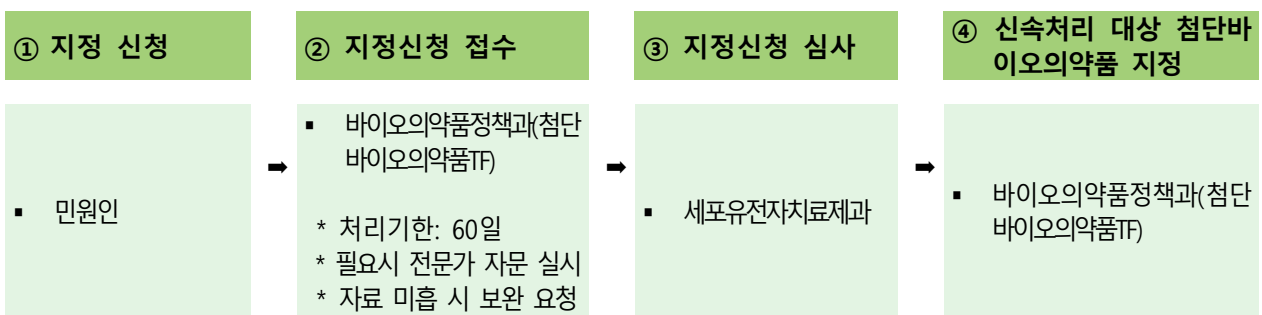 ① 지정 신청
▪ 민원인
➡
② 지정신청 접수
▪ 바이오의약품정책과(첨단
바이오의약품TF)
* 처리기한: 60일
* 필요시 전문가 자문 실시
* 자료 미흡 시 보완 요청
➡
③ 지정신청 심사
▪ 세포유전자치료제과
➡
④ 신속처리 대상 첨단바
이오의약품 지정
▪ 바이오의약품정책과(첨단
바이오의약품TF)